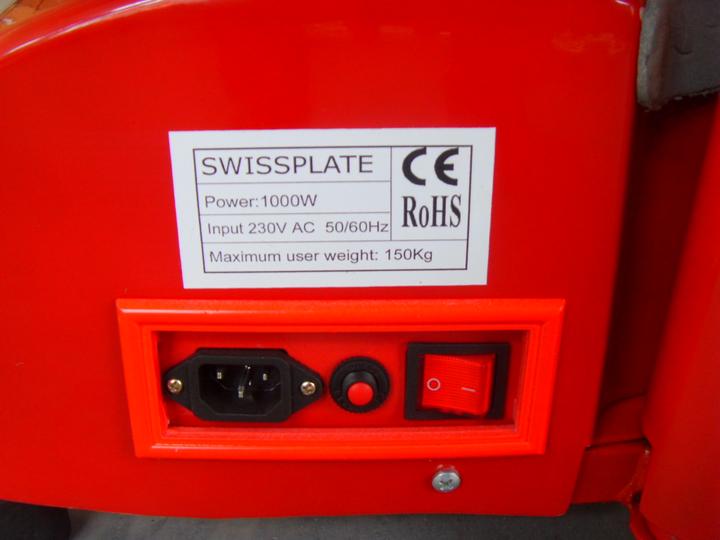 SWISSPLATE
CE
Power:1000W
RoHS
Input 230V AC 50/60Hz
Maximum user weight: 150Kg